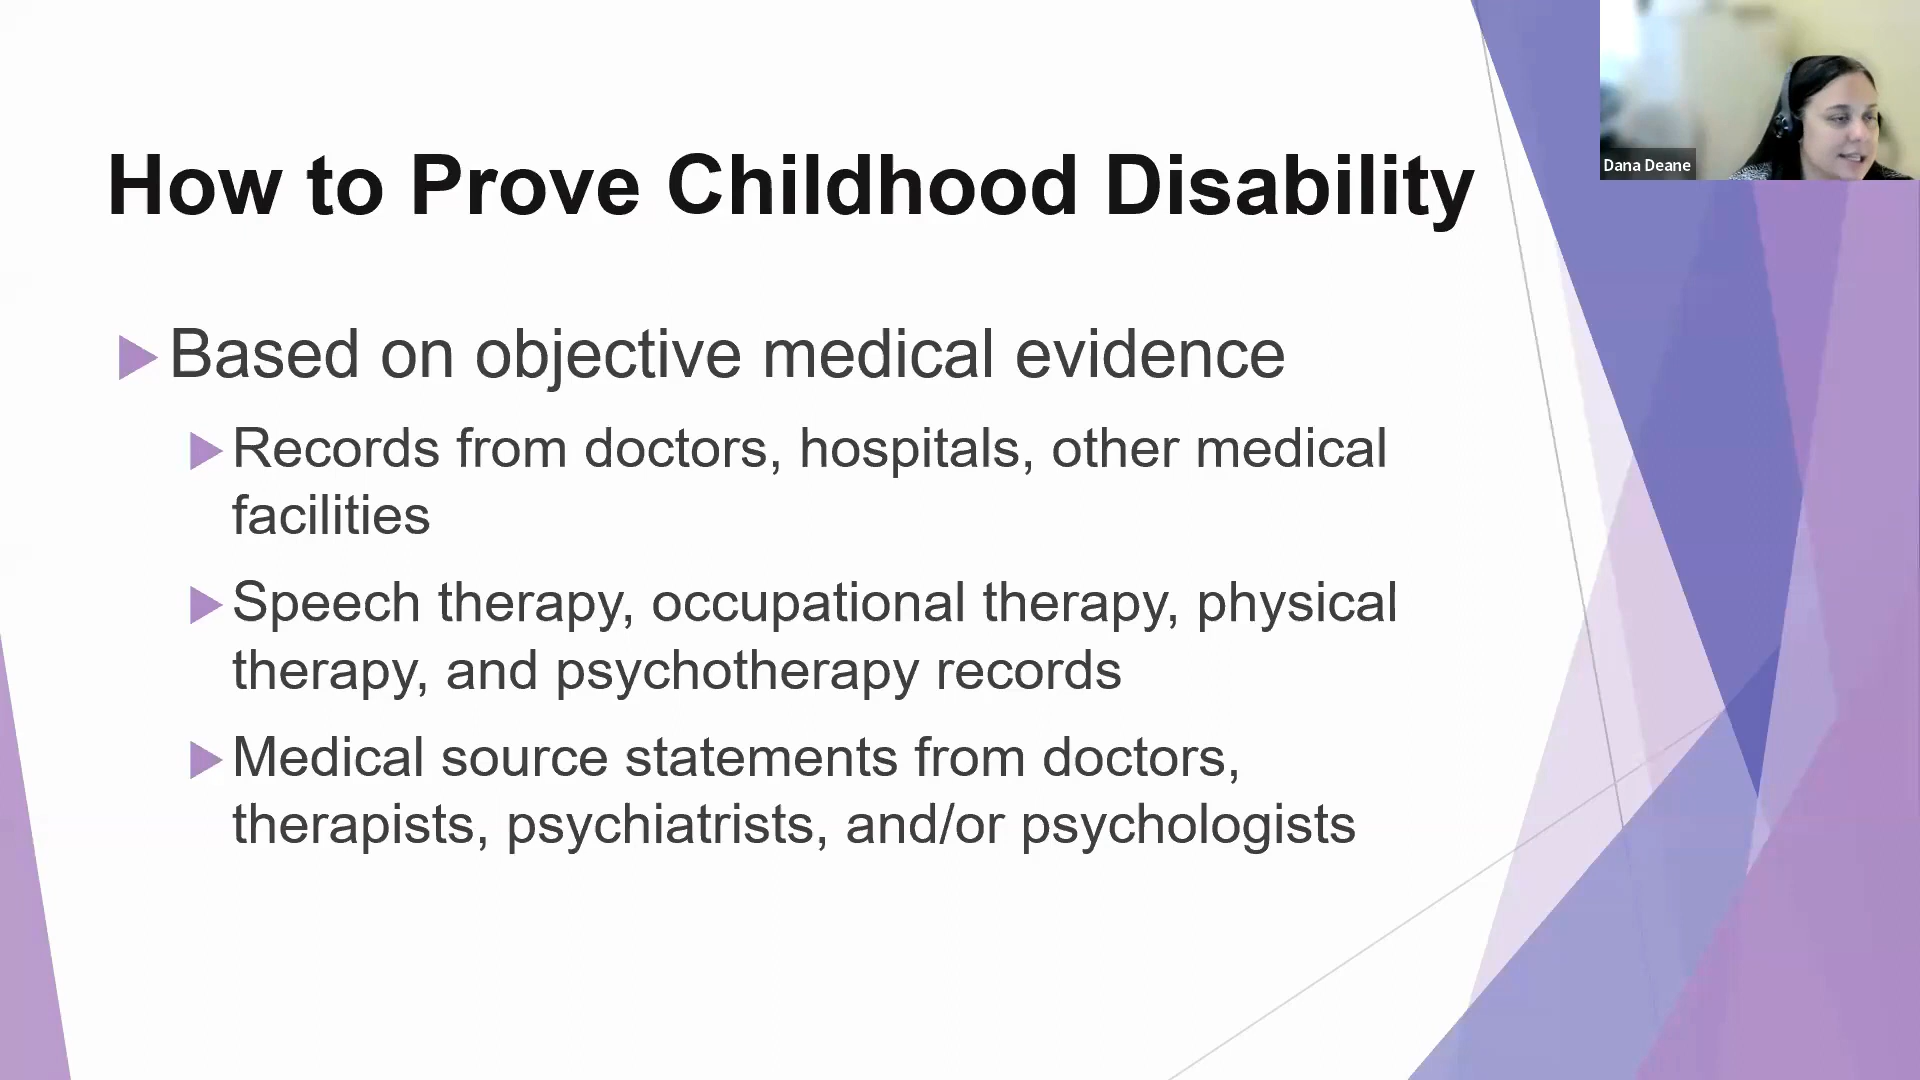 Dana Deane
How to Prove Childhood Disability
Based on objective medical evidence
Records from doctors, hospitals, other medical
facilities
Speech therapy, occupational therapy, physical
therapy, and psychotherapy records
Medical source statements from doctors,
therapists, psychiatrists, and/or psychologists